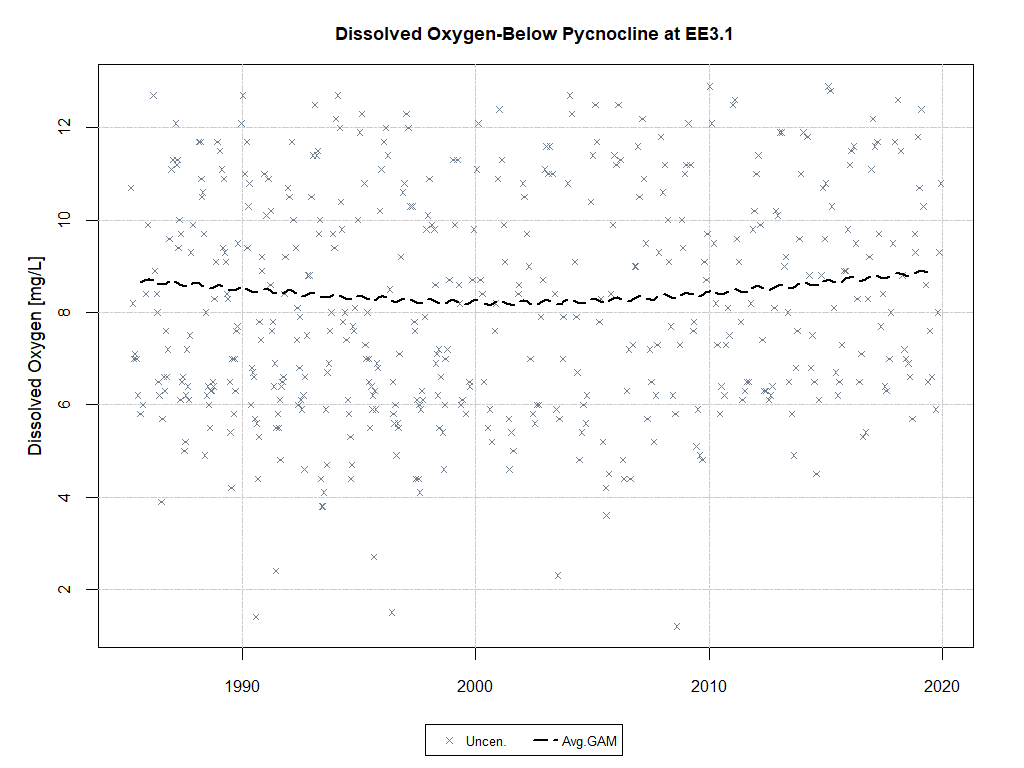 Dissolved Oxygen-Below Pycnocline at EE3.1
Dissolved Oxygen [mg/L]
12
10
8
6
4
2
1990 2000 2010 2020
Uncen. Avg.GAM